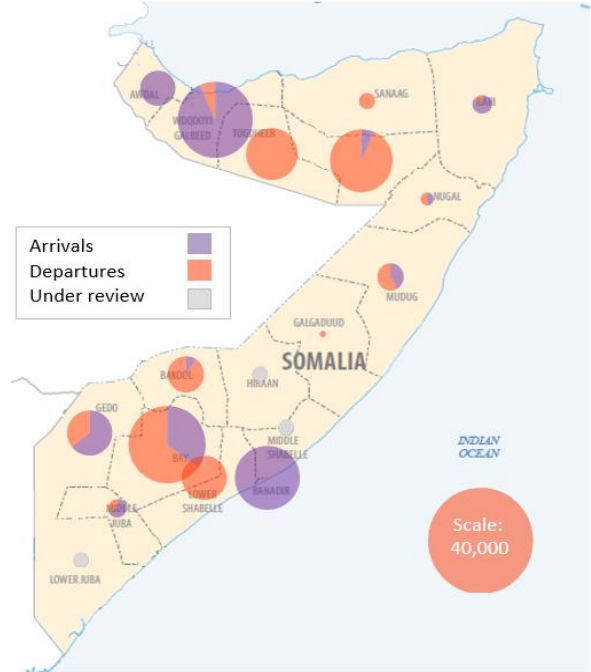 AWDAL
WOQOOYI
GALBEED
TOGDHEER
SANAAG
BARI
NUGAL
Arrivals
Departures
Under review
MUDUG
GALGADUUD
SOMALIA
BAKOOL
HIRAAN
GEDO
MIDDLE
SHABELLE
BAY
BANADIR
LOWER
SHABELLE
MIDDLE
JUBA
LOWER JUBA
INDIAN
OCEAN
Scale:
40,000